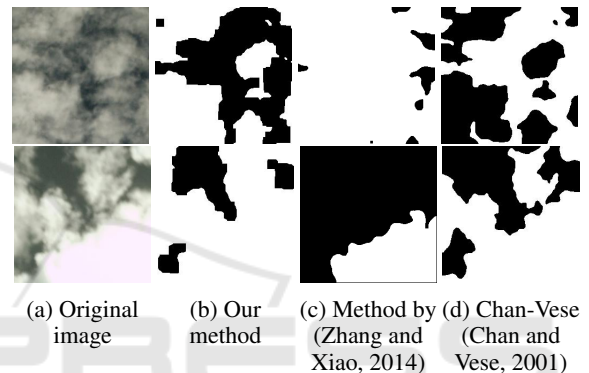 (a) Original
image
(b) Our
method
(c) Method by
(Zhang and
Xiao, 2014)
(d) Chan-Vese
(Chan and
Vese, 2001)